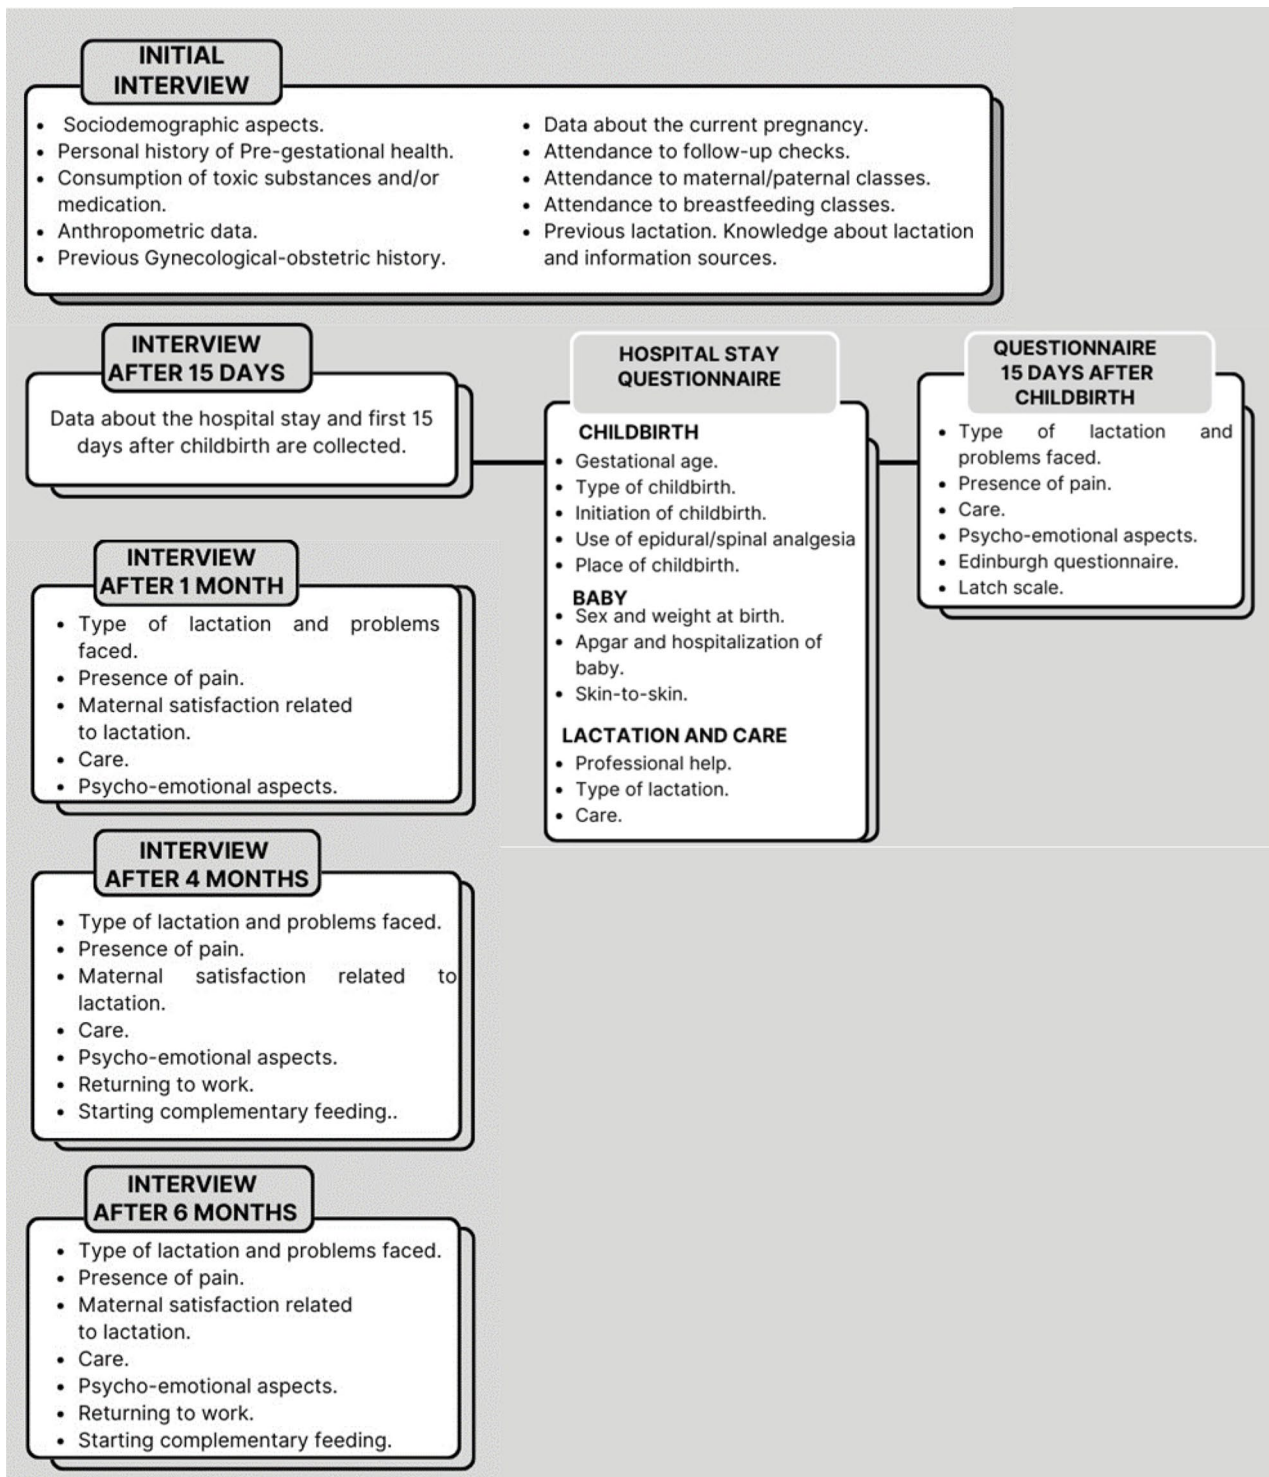 INITIAL
INTERVIEW
• Sociodemographic aspects.
• Personal history of Pre-gestational health.
• Consumption of toxic substances and/or
medication.
• Anthropometric data.
• Previous Gynecological-obstetric history.
• Data about the current pregnancy.
• Attendance to follow-up checks.
• Attendance to maternal/paternal classes.
• Attendance to breastfeeding classes.
• Previous lactation. Knowledge about lactation
and information sources.
INTERVIEW
AFTER 15 DAYS
Data about the hospital stay and first 15
days after childbirth are collected.
HOSPITAL STAY
QUESTIONNAIRE
CHILDBIRTH
• Gestational age.
• Type of childbirth.
• Initiation of childbirth.
• Use of epidural/spinal analgesia
• Place of childbirth.
BABY
• Sex and weight at birth.
• Apgar and hospitalization of
baby.
• Skin-to-skin.
LACTATION AND CARE
• Professional help.
• Type of lactation.
• Care.
QUESTIONNAIRE
15 DAYS AFTER
CHILDBIRTH
• Type of lactation and
problems faced.
• Presence of pain.
• Care.
• Psycho-emotional aspects.
• Edinburgh questionnaire.
• Latch scale.
INTERVIEW
AFTER 1 MONTH
• Type of lactation and problems
faced.
• Presence of pain.
• Maternal satisfaction related
to lactation.
• Care.
• Psycho-emotional aspects.
INTERVIEW
AFTER 4 MONTHS
• Type of lactation and problems faced.
• Presence of pain.
• Maternal satisfaction related to
lactation.
• Care.
• Psycho-emotional aspects.
• Returning to work.
• Starting complementary feeding..
INTERVIEW
AFTER 6 MONTHS
• Type of lactation and problems faced.
• Presence of pain.
• Maternal satisfaction related
to lactation.
• Care.
• Psycho-emotional aspects.
• Returning to work.
• Starting complementary feeding.